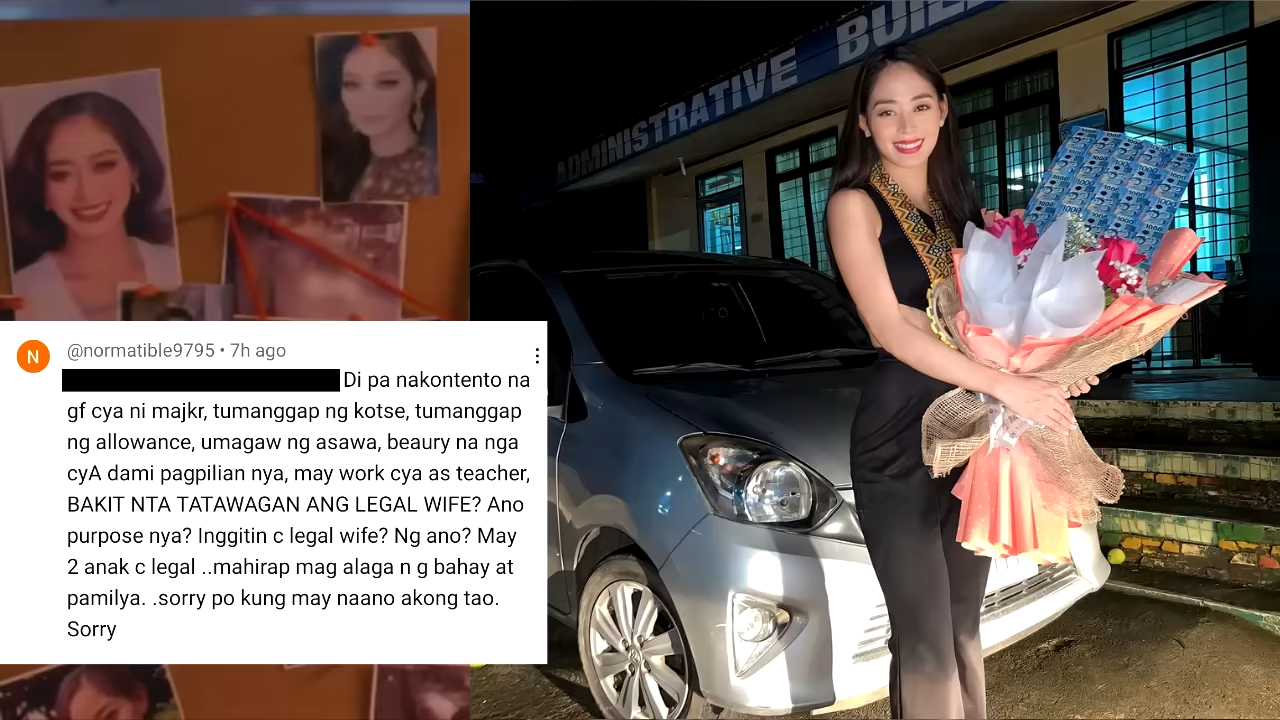 ADMINISTRATIVE BUIL
N
@normatible9795 • 7h ago
Di pa nakontento na
gf cya ni majkr, tumanggap ng kotse, tumanggap
ng allowance, umagaw ng asawa, beaury na nga
cyA dami pagpilian nya, may work cya as teacher,
BAKIT NTA TATAWAGAN ANG LEGAL WIFE? Ano
purpose nya? Inggitin c legal wife? Ng ano? May
2 anak c legal ..mahirap mag alaga n g bahay at
pamilya. .sorry po kung may naano akong tao.
Sorry